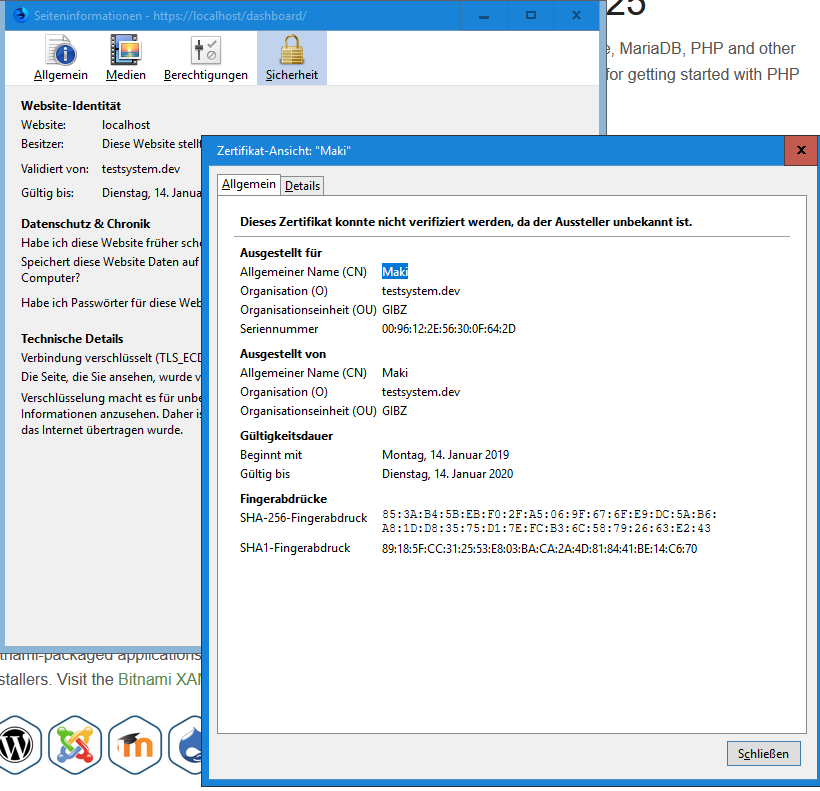 25
Seiteninformationen - https://localhost/dashboard/
MariaDB, PHP and other
for getting started with PHP
Allgemein Medien Berechtigungen Sicherheit
Website-Identität
Website: localhost
Besitzer: Diese Website stellt
Validiert von: testsystem.dev
Gültig bis: Dienstag, 14. Janua
Datenschutz & Chronik
Habe ich diese Website früher sch
Speichert diese Website Daten auf
Computer?
Habe ich Passwörter für diese Web
Technische Details
Verbindung verschlüsselt (TLS_ECD
Die Seite, die Sie ansehen, wurde v
Verschlüsselung macht es für unbe
Informationen anzusehen. Daher is
das Internet übertragen wurde.
Zertifikat-Ansicht: "Maki"
Allgemein Details
Dieses Zertifikat konnte nicht verifiziert werden, da der Aussteller unbekannt ist.
Ausgestellt für
Allgemeiner Name (CN) Maki
Organisation (O) testsystem.dev
Organisationseinheit (OU) GIBZ
Seriennummer 00:96:12:2E:56:30:0F:64:2D
Ausgestellt von
Allgemeiner Name (CN) Maki
Organisation (O) testsystem.dev
Organisationseinheit (OU) GIBZ
Gültigkeitsdauer
Beginnt mit Montag, 14. Januar 2019
Gültig bis Dienstag, 14. Januar 2020
Fingerabdrücke
SHA-256-Fingerabdruck 85:3A:B4:5B:EB:F0:2F:A5:06:9F:67:6F:E9:DC:5A:B6:
A8:1D:D8:35:75:D1:7E:FC:B3:6C:58:79:26:63:E2:43
SHA1-Fingerabdruck 89:18:5F:CC:31:25:53:E8:03:BA:CA:2A:4D:81:84:41:BE:14:C6:70
Schließen
tnami-packaged applications
stallers. Visit the Bitnami XAM